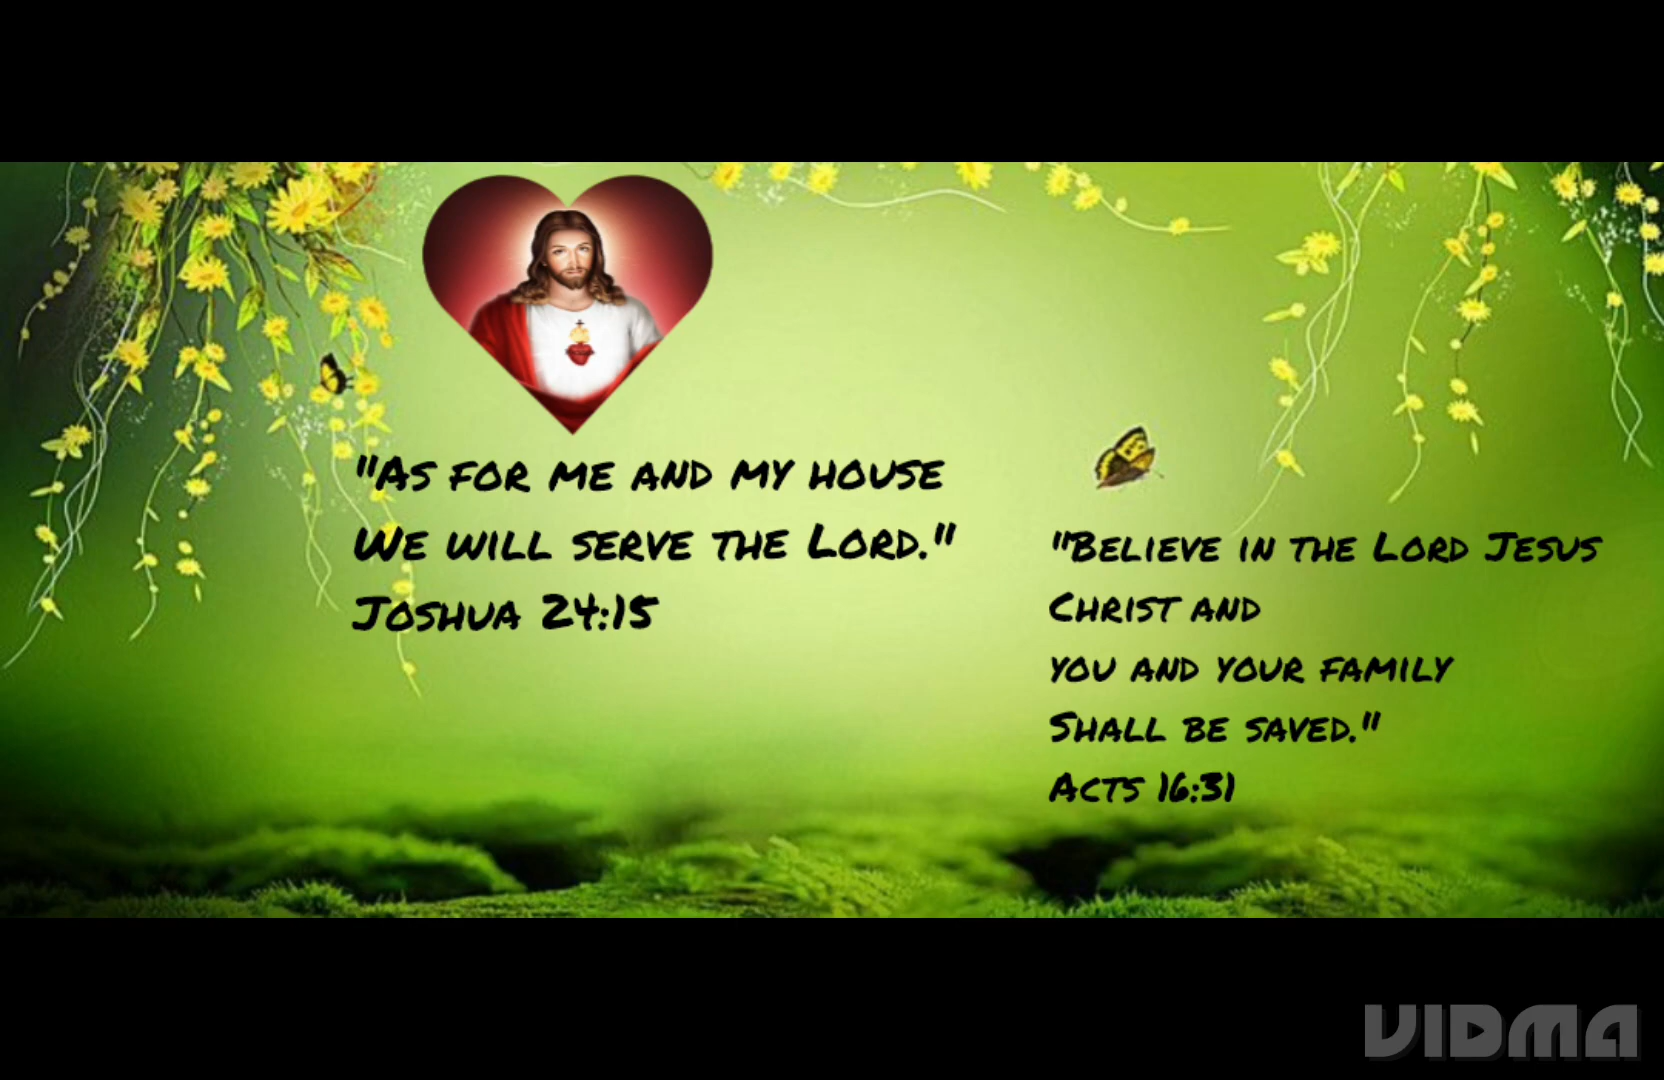 "As for me and my house
We will serve the Lord."
Joshua 24:15
"Believe in the Lord Jesus
Christ and
you and your family
Shall be saved."
Acts 16:31
VIDMA